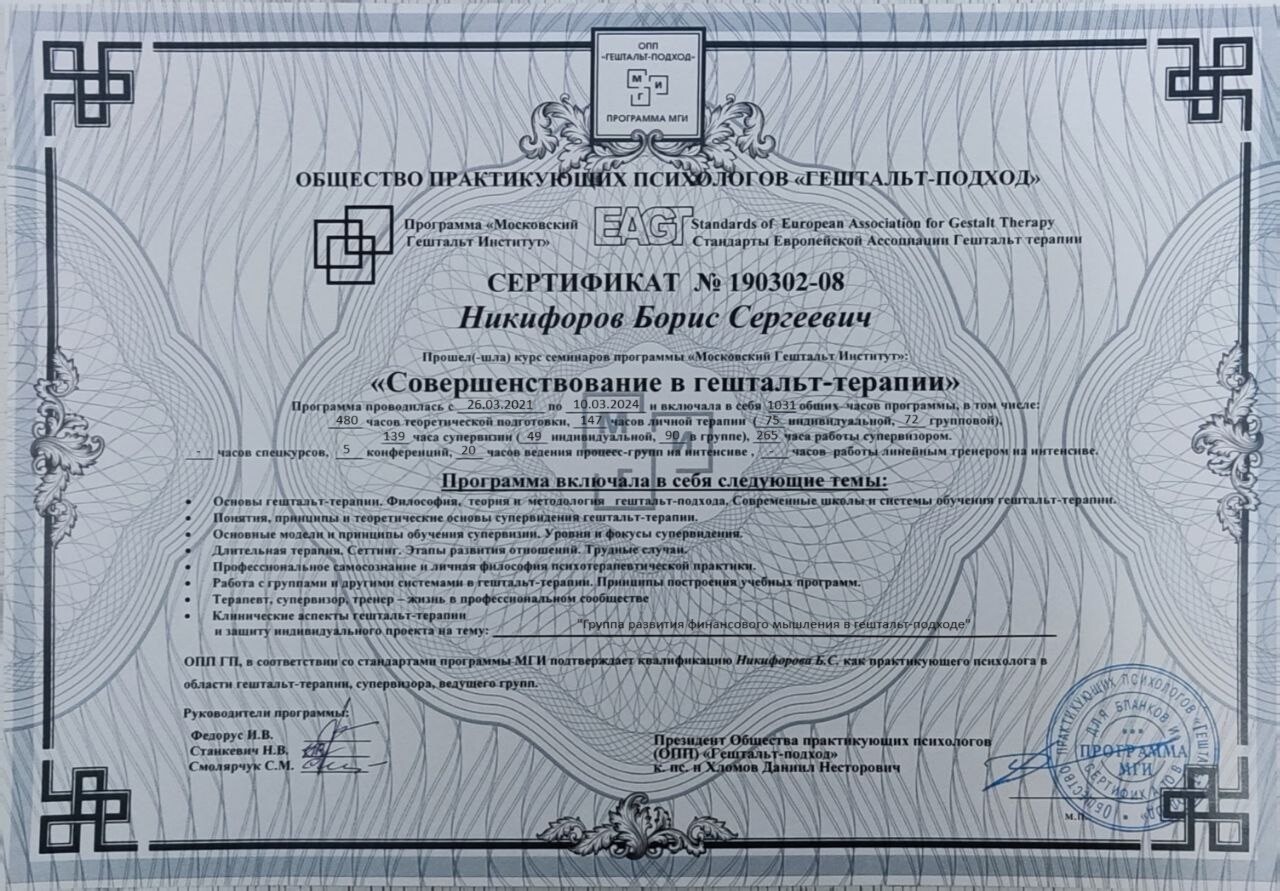 ОПП
«ГЕШТАЛЬТ-ПОДХОД»
М И Г
ПРОГРАММА МГИ
ОБЩЕСТВО ПРАКТИКУЮЩИХ ПСИХОЛОГОВ «ГЕШТАЛЬТ-ПОДХОД»
Программа «Московский Гештальт Институт»
EAGT
Standards of European Association for Gestalt Therapy
Стандарты Европейской Ассоциации Гештальт терапии
СЕРТИФИКАТ № 190302-08
Никифоров Борис Сергеевич
Прошел(-шла) курс семинаров программы «Московский Гештальт Институт»:
«Совершенствование в гештальт-терапии»
Программа проводилась с 26.03.2021 по 10.03.2024 и включала в себя 1031 общих часов программы, в том числе:
480 часов теоретической подготовки, 147 часов личной терапии ( 75 индивидуальной, 72 групповой),
139 часа супервизии ( 49 индивидуальной, 90 в группе), 265 часа работы супервизором.
- часов спецкурсов, 5 конференций, 20 часов ведения процесс-групп на интенсиве , - часов работы линейным тренером на интенсиве.
М И Г
Программа включала в себя следующие темы:
• Основы гештальт-терапии. Философия, теория и методология гештальт-подхода. Современные школы и системы обучения гештальт-терапии.
• Понятия, принципы и теоретические основы супервидения гештальт-терапии.
• Основные модели и принципы обучения супервизии. Уровни и фокусы супервидения.
• Длительная терапия. Сеттинг. Этапы развития отношений. Трудные случаи.
• Профессиональное самосознание и личная философия психотерапевтической практики.
• Работа с группами и другими системами в гештальт-терапии. Принципы построения учебных программ.
• Терапевт, супервизор, тренер – жизнь в профессиональном сообществе
• Клинические аспекты гештальт-терапии
и защиту индивидуального проекта на тему: "Группа развития финансового мышления в гештальт-подходе"
ОПП ГП, в соответствии со стандартами программы МГИ подтверждает квалификацию Никифорова Б.С. как практикующего психолога в
области гештальт-терапии, супервизора, ведущего групп.
Руководители программы:
Федорус И.В.
Станкевич Н.В.
Смолярчук С.М.
Президент Общества практикующих психологов
(ОПП) «Гештальт-подход»
к. пс. н Хломов Даниил Несторович
ПРОГРАММА
МГИ
м.п.